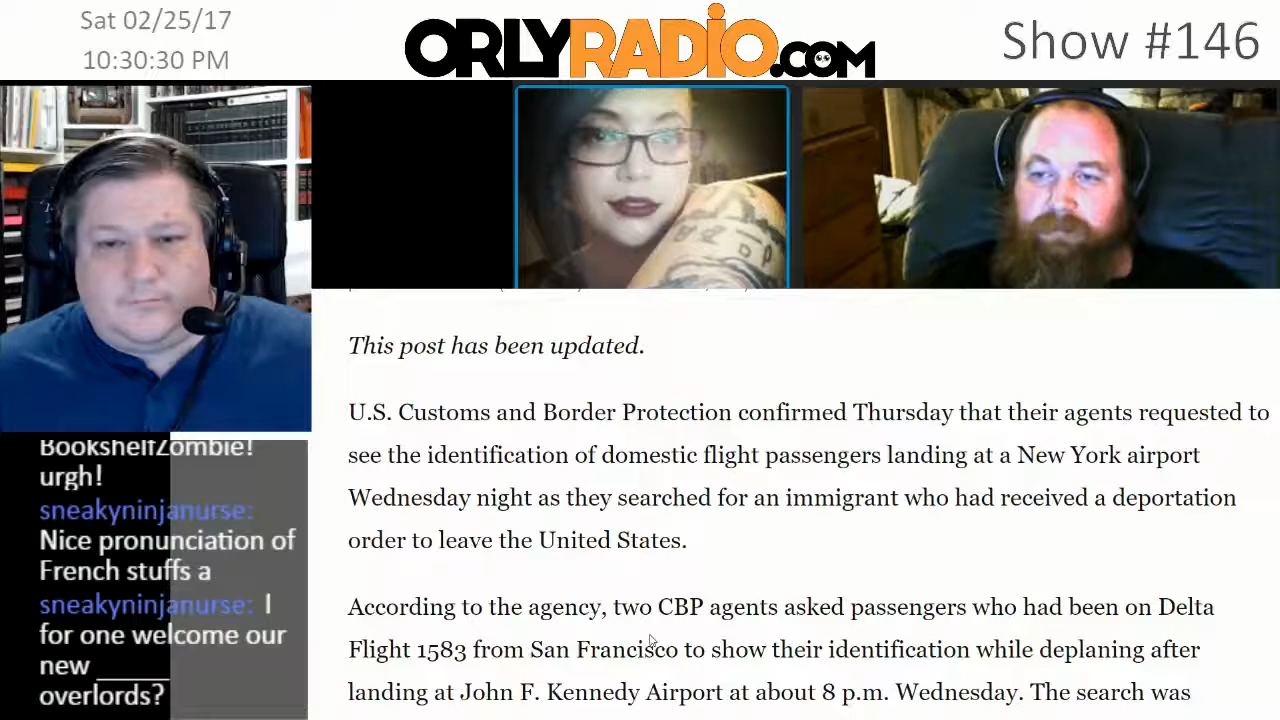 Sat 02/25/17
10:30:30 PM
ORLYRADIO.COM
Show #146
This post has been updated.
U.S. Customs and Border Protection confirmed Thursday that their agents requested to
see the identification of domestic flight passengers landing at a New York airport
Wednesday night as they searched for an immigrant who had received a deportation
order to leave the United States.
According to the agency, two CBP agents asked passengers who had been on Delta
Flight 1583 from San Francisco to show their identification while deplaning after
landing at John F. Kennedy Airport at about 8 p.m. Wednesday. The search was
BookshelfZombie!
urgh!
sneakyninjanurse:
Nice pronunciation of
French stuffs a
sneakyninjanurse: I
for one welcome our
new ______
overlords?